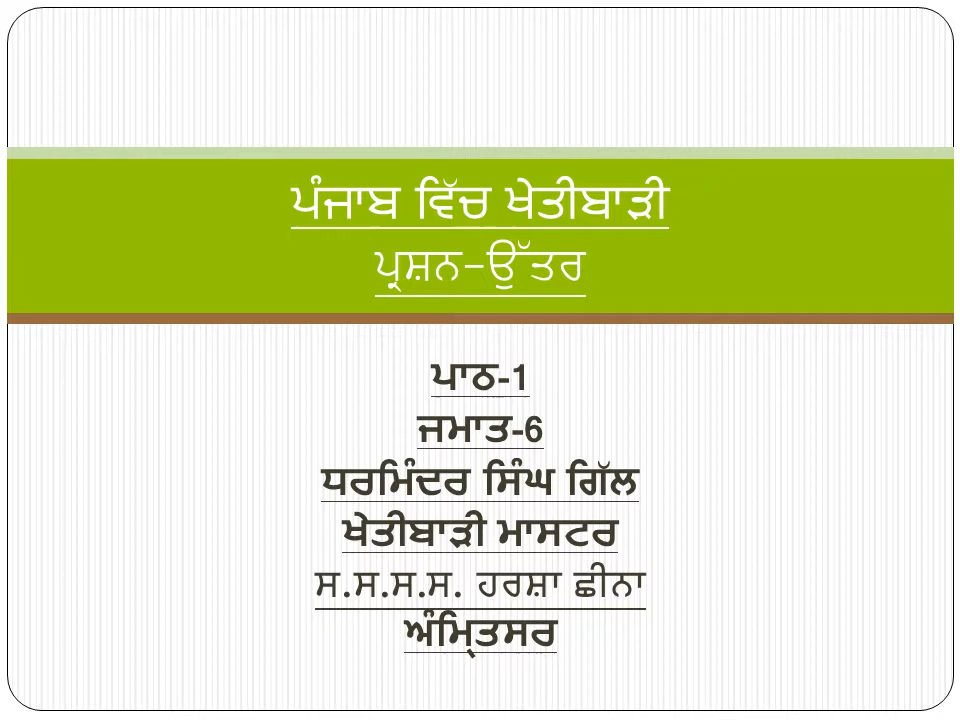 ਪੰਜਾਬ ਵਿੱਚ ਖੇਤੀਬਾੜੀ
ਪ੍ਰਸ਼ਨ-ਉੱਤਰ
ਪਾਠ-1
ਜਮਾਤ-6
ਧਰਮਿੰਦਰ ਸਿੰਘ ਗਿੱਲ
ਖੇਤੀਬਾੜੀ ਮਾਸਟਰ
ਸ.ਸ.ਸ.ਸ. ਹਰਸ਼ਾ ਛੀਨਾ
ਅੰਮ੍ਰਿਤਸਰ